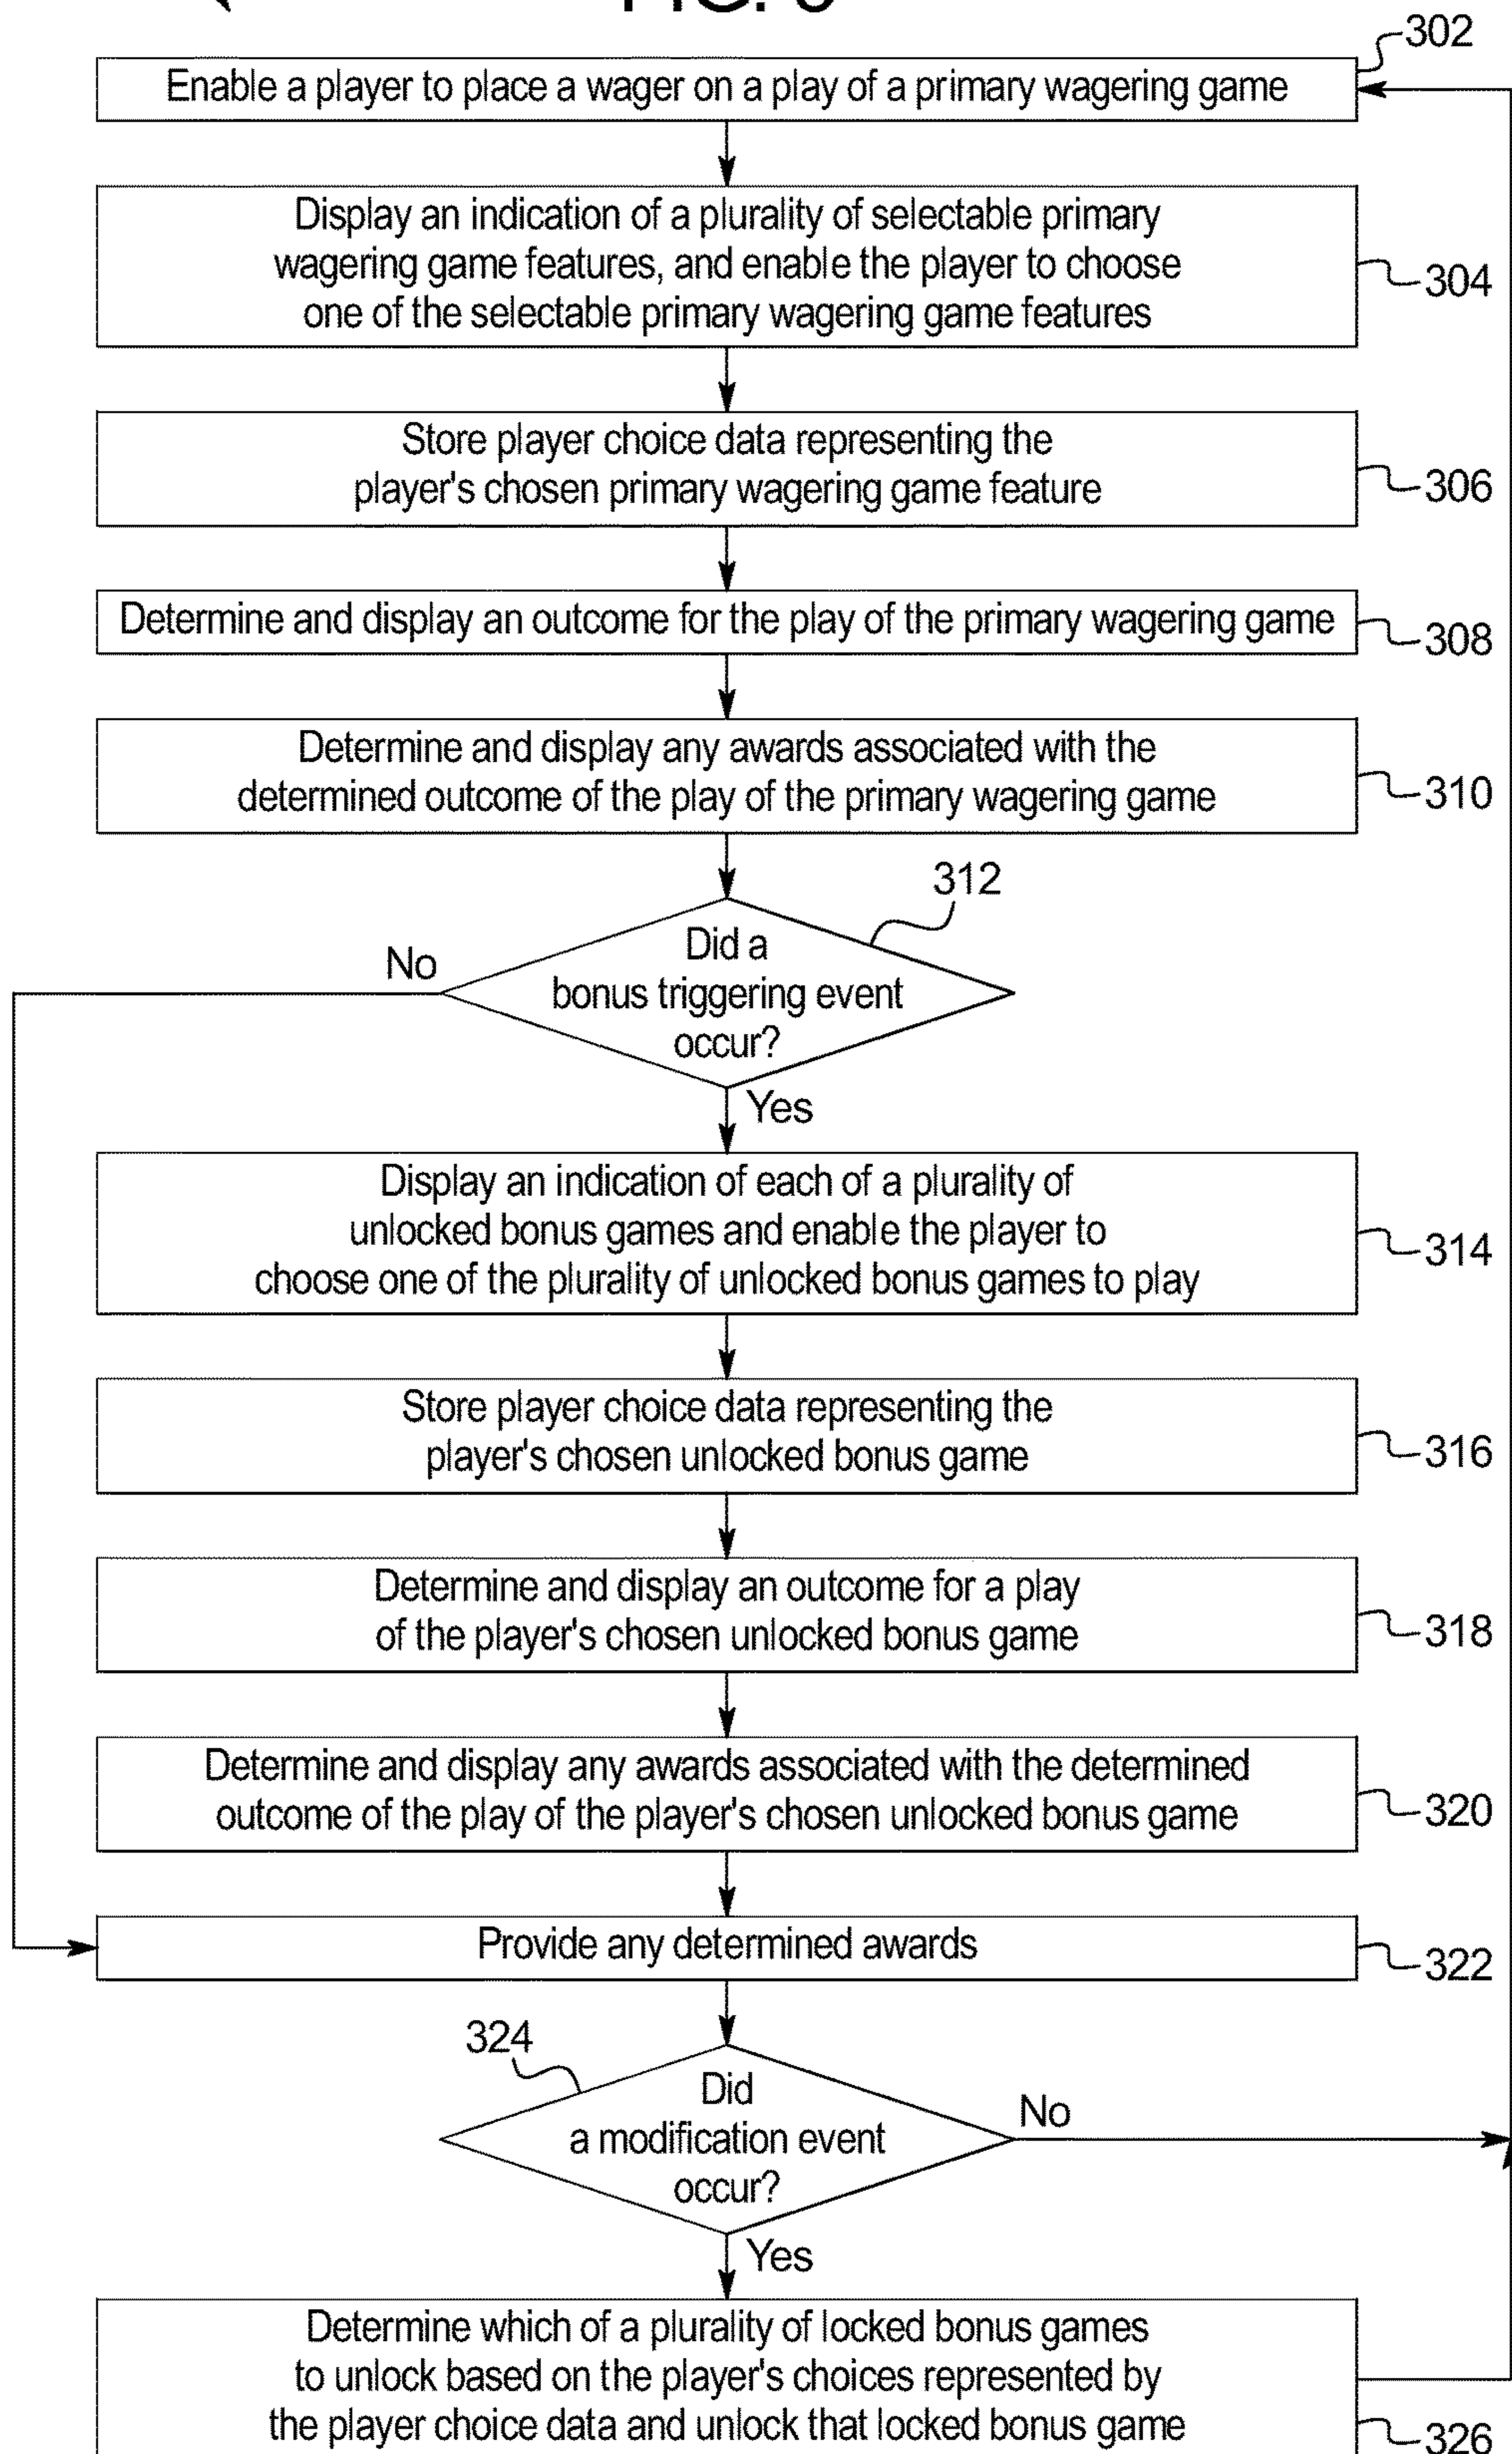 302
Enable a player to place a wager on a play of a primary wagering game
Display an indication of a plurality of selectable primary
wagering game features, and enable the player to choose
one of the selectable primary wagering game features
304
Store player choice data representing the
player's chosen primary wagering game feature
306
Determine and display an outcome for the play of the primary wagering game
308
Determine and display any awards associated with the
determined outcome of the play of the primary wagering game
310
312
Did a
bonus triggering event
occur?
No
Yes
Display an indication of each of a plurality of
unlocked bonus games and enable the player to
choose one of the plurality of unlocked bonus games to play
314
Store player choice data representing the
player's chosen unlocked bonus game
316
Determine and display an outcome for a play
of the player's chosen unlocked bonus game
318
Determine and display any awards associated with the determined
outcome of the play of the player's chosen unlocked bonus game
320
Provide any determined awards
322
324
Did
a modification event
occur?
No
Yes
Determine which of a plurality of locked bonus games
to unlock based on the player's choices represented by
the player choice data and unlock that locked bonus game
326